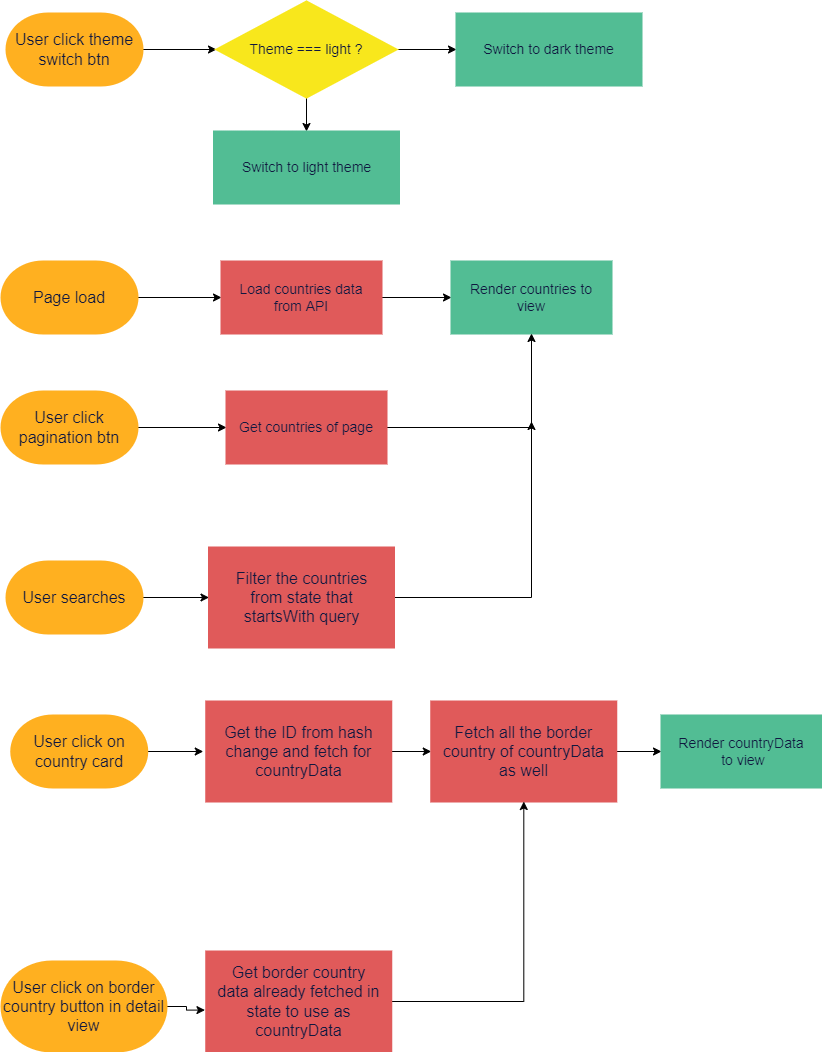 User click theme
switch btn
Theme === light ?
Switch to dark theme
Switch to light theme
Page load
Load countries data
from API
Render countries to
view
User click
pagination btn
Get countries of page
User searches
Filter the countries
from state that
startsWith query
User click on
country card
Get the ID from hash
change and fetch for
countryData
Fetch all the border
country of countryData
as well
Render countryData
to view
User click on border
country button in detail
view
Get border country
data already fetched in
state to use as
countryData